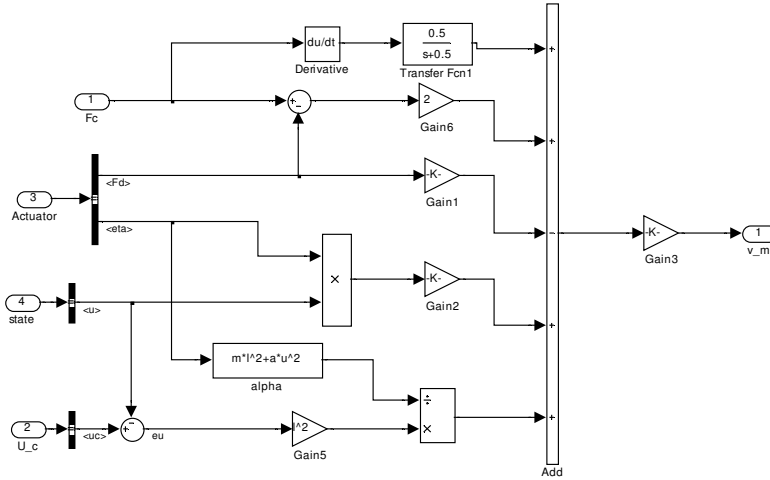 du/dt
Derivative
0.5
s+0.5
Transfer Fcn1
+
1
Fc
+
-
2
Gain6
+
3
Actuator
<Fd>
-K-
Gain1
<eta>
×
-K-
Gain2
-
-K-
Gain3
1
v_m
4
state
<u>
+
m*l^2+a*u^2
alpha
2
U_c
<uc>
+
-
eu
l^2
Gain5
÷
×
+
Add